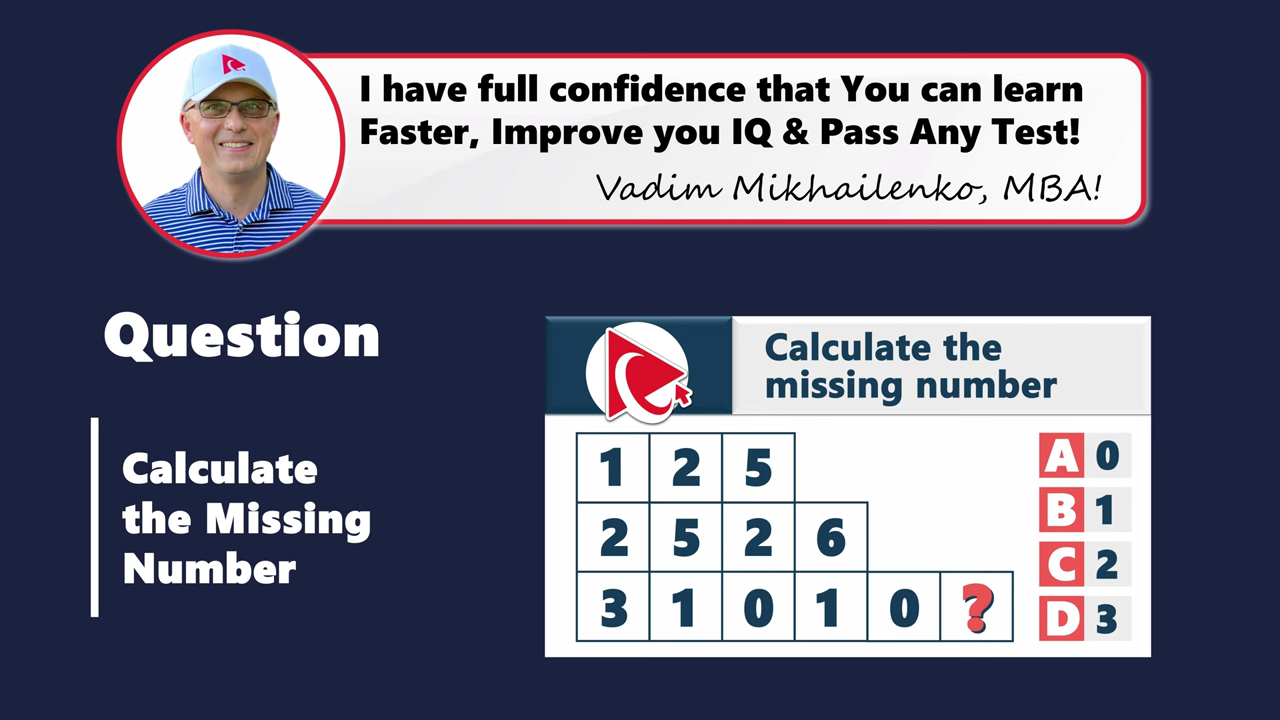 I have full confidence that You can learn
Faster, Improve you IQ & Pass Any Test!
Vadim Mikhailenko, MBA!
Question
Calculate
the Missing
Number
Calculate the
missing number
1 2 5
2 5 2 6
3 1 0 1 0 ?
A 0
B 1
C 2
D 3